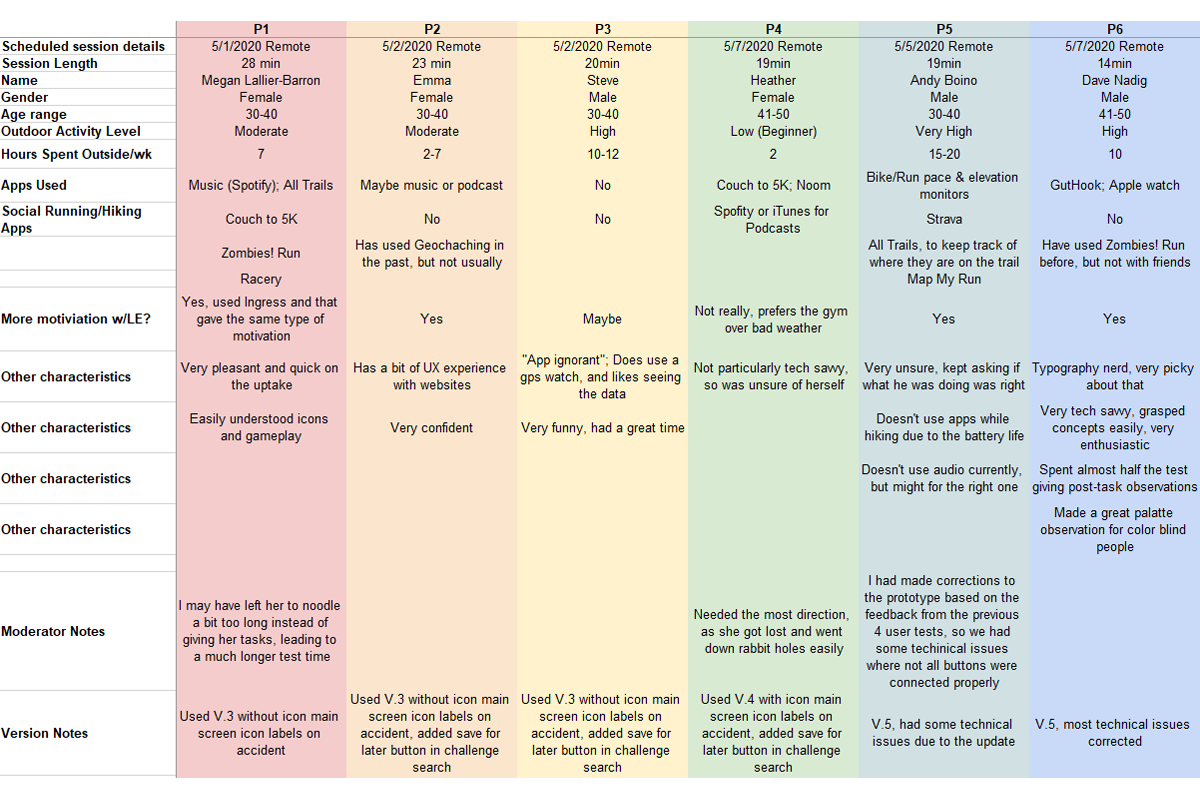 P1 P2 P3 P4 P5 P6
Scheduled session details 5/1/2020 Remote 5/2/2020 Remote 5/2/2020 Remote 5/7/2020 Remote 5/5/2020 Remote 5/7/2020 Remote
Session Length 28 min 23 min 20min 19min 19min 14min
Name Megan Lallier-Barron Emma Steve Heather Andy Boino Dave Nadig
Gender Female Female Male Female Male Male
Age range 30-40 30-40 30-40 41-50 30-40 41-50
Outdoor Activity Level Moderate Moderate High Low (Beginner) Very High High
Hours Spent Outside/wk 7 2-7 10-12 2 15-20 10
Apps Used Music (Spotify); All Trails Maybe music or podcast No Couch to 5K; Noom Bike/Run pace & elevation
monitors GutHook; Apple watch
Social Running/Hiking
Apps Couch to 5K No No Spofity or iTunes for
Podcasts Strava No
Zombies! Run Has used Geochaching in
the past, but not usually All Trails, to keep track of
where they are on the trail
Map My Run Have used Zombies! Run
before, but not with friends
Racery
More motiviation w/LE? Yes, used Ingress and that
gave the same type of
motivation Yes Maybe Not really, prefers the gym
over bad weather Yes Yes
Other characteristics Very pleasant and quick on
the uptake Has a bit of UX experience
with websites "App ignorant"; Does use a
gps watch, and likes seeing
the data Not particularly tech savvy,
so was unsure of herself Very unsure, kept asking if
what he was doing was right Typography nerd, very picky
about that
Other characteristics Easily understood icons
and gameplay Very confident Very funny, had a great time Doesn't use apps while
hiking due to the battery life Very tech savvy, grasped
concepts easily, very
enthusiastic
Other characteristics Doesn't use audio currently,
but might for the right one Spent almost half the test
giving post-task observations
Other characteristics Made a great palatte
observation for color blind
people
Moderator Notes I may have left her to noodle
a bit too long instead of
giving her tasks, leading to
a much longer test time Needed the most direction,
as she got lost and went
down rabbit holes easily I had made corrections to
the prototype based on the
feedback from the previous
4 user tests, so we had
some techinical issues
where not all buttons were
connected properly
Version Notes Used V.3 without icon main
screen icon labels on
accident Used V.3 without icon main
screen icon labels on
accident, added save for
later button in challenge
search Used V.3 without icon main
screen icon labels on
accident, added save for
later button in challenge
search Used V.4 with icon main
screen icon labels on
accident, added save for
later button in challenge
search V.5, had some technical
issues due to the update V.5, most technical issues
corrected